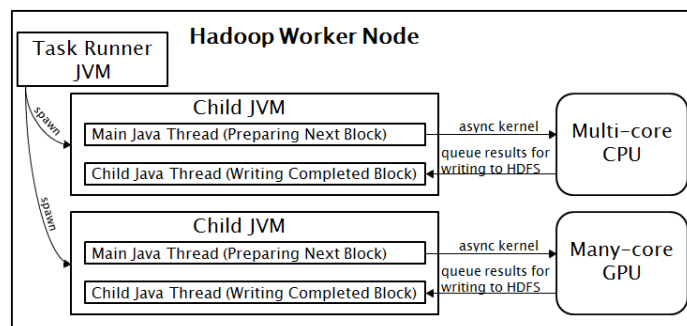 Hadoop Worker Node
Task Runner
JVM
spawn
spawn
Child JVM
Main Java Thread (Preparing Next Block)
Child Java Thread (Writing Completed Block)
async kernel
queue results for
writing to HDFS
Multi-core
CPU
Child JVM
Main Java Thread (Preparing Next Block)
Child Java Thread (Writing Completed Block)
async kernel
queue results for
writing to HDFS
Many-core
GPU